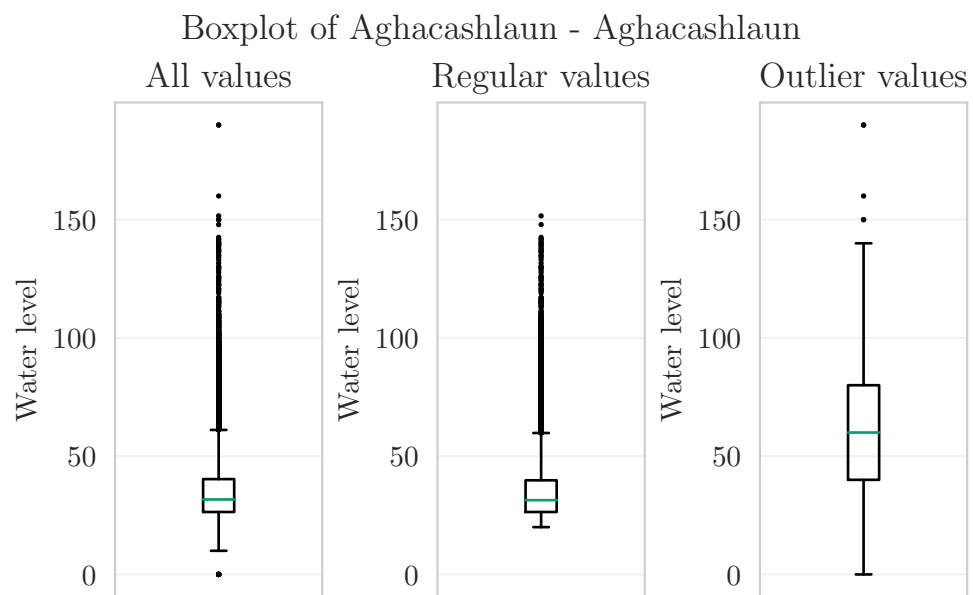 Boxplot of Aghacashlaun - Aghacashlaun
All values
Regular values
Outlier values
Water level
150
100
50
0
Water level
150
100
50
0
Water level
150
100
50
0